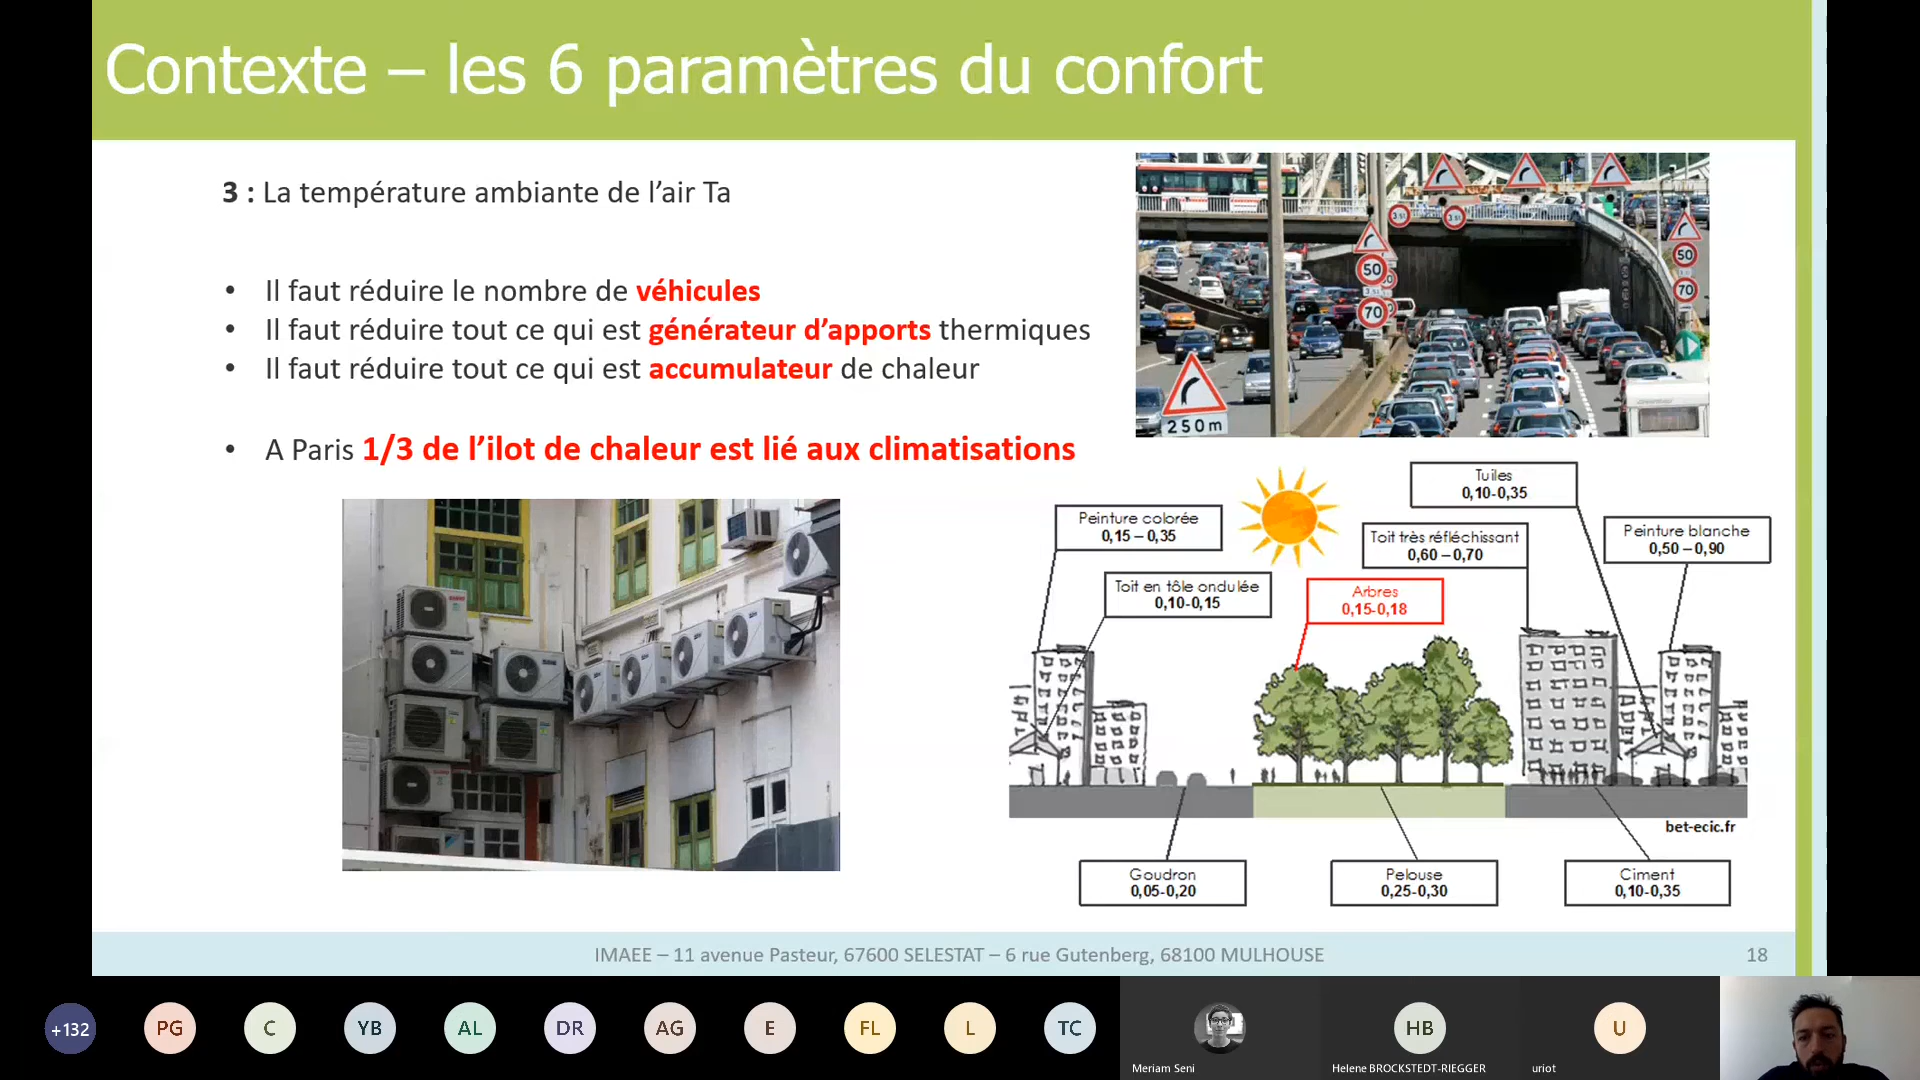 Contexte – les 6 paramètres du confort
3 : La température ambiante de l'air Ta
• Il faut réduire le nombre de véhicules
• Il faut réduire tout ce qui est générateur d'apports thermiques
• Il faut réduire tout ce qui est accumulateur de chaleur
• A Paris 1/3 de l'ilot de chaleur est lié aux climatisations
3.5t
3.5t
50
50
70
70
250m
Tuiles
0,10-0,35
Peinture colorée
0,15 – 0,35
Toit très réfléchissant
0,60 – 0,70
Peinture blanche
0,50 – 0,90
Toit en tôle ondulée
0,10-0,15
Arbres
0,15-0,18
bet-ecic.fr
Goudron
0,05-0,20
Pelouse
0,25-0,30
Ciment
0,10-0,35
IMAEE – 11 avenue Pasteur, 67600 SELESTAT – 6 rue Gutenberg, 68100 MULHOUSE
18
+132
PG
C
YB
AL
DR
AG
E
FL
L
TC
HB
U
Meriam Seni
Helene BROCKSTEDT-RIEGGER
uriot